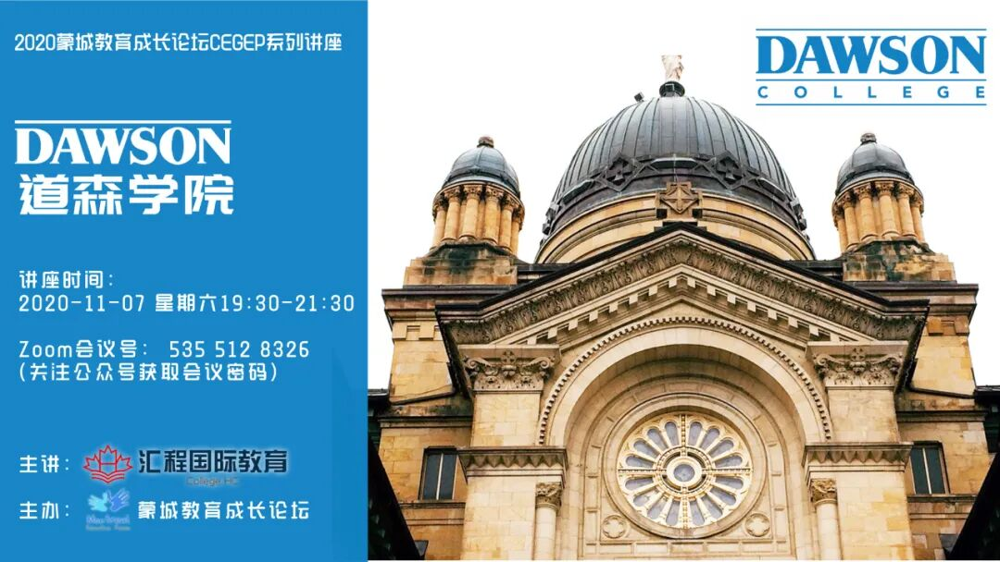 2020蒙城教育成长论坛CEGEP系列讲座
DAWSON
道森学院
讲座时间：
2020-11-07 星期六19:30-21:30
Zoom会议号： 535 512 8326
(关注公众号获取会议密码)
主讲： 汇程国际教育
College HC
主办： 蒙城教育成长论坛
DAWSON
COLLEGE